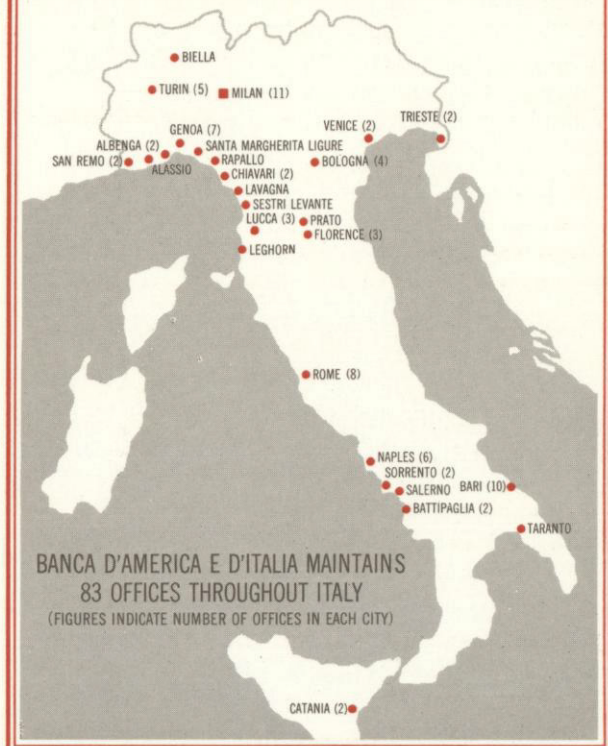 BIELLA
TURIN (5)
MILAN (11)
TRIESTE (2)
VENICE (2)
GENOA (7)
ALBENGA (2)
SANTA MARGHERITA LIGURE
SAN REMO (2)
ALASSIO
RAPALLO
BOLOGNA (4)
CHIAVARI (2)
LAVAGNA
SESTRI LEVANTE
LUCCA (3)
PRATO
FLORENCE (3)
LEGHORN
ROME (8)
NAPLES (6)
SORRENTO (2)
SALERNO
BARI (10)
BATTIPAGLIA (2)
TARANTO
BANCA D'AMERICA E D'ITALIA MAINTAINS
83 OFFICES THROUGHOUT ITALY
(FIGURES INDICATE NUMBER OF OFFICES IN EACH CITY)
CATANIA (2)